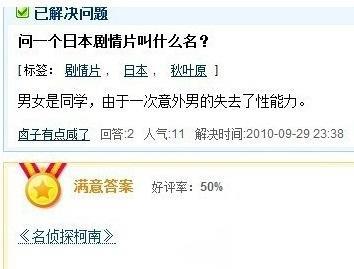 已解决问题
问一个日本剧情片叫什么名？
[标签： 剧情片 ， 日本 ， 秋叶原 ]
男女是同学，由于一次意外男的失去了性能力。
卤子有点咸了 回答:2 人气:11 解决时间:2010-09-29 23:38
满意答案 好评率：50%
《名侦探柯南》